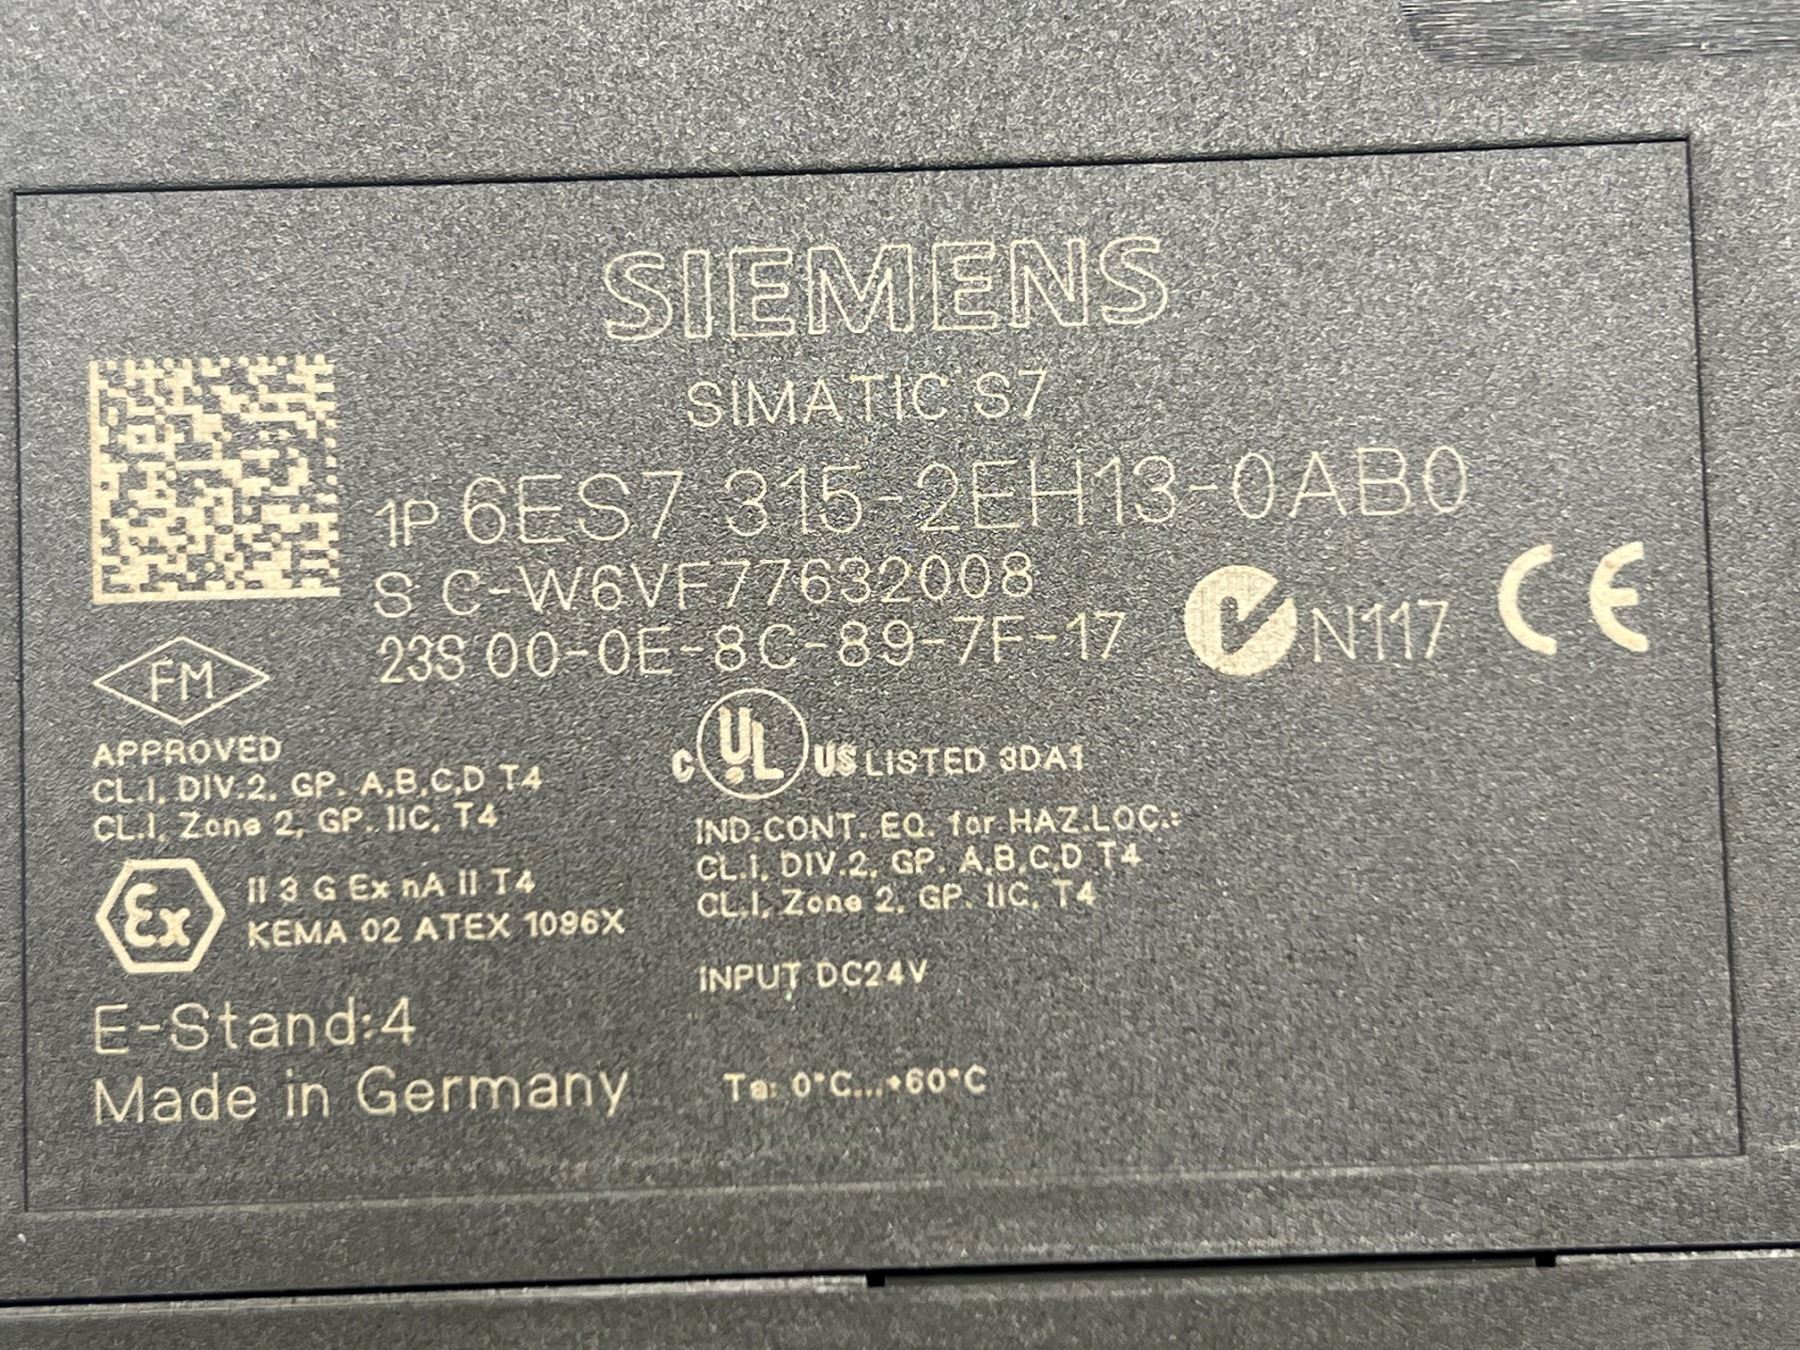 SIEMENS
SIMATIC S7
1P 6ES7 315-2EH13-0AB0
S C-W6VF77632008
23S 00-0E-8C-89-7F-17
N117
CE
FM
APPROVED
CL.I, DIV.2, GP. A,B,C,D T4
CL.I, Zone 2, GP. IIC, T4
Ex
II 3 G Ex nA II T4
KEMA 02 ATEX 1096X
C UL US LISTED 3DA1
IND.CONT. EQ. for HAZ.LOC.:
CL.I, DIV.2, GP. A,B,C,D T4
CL.I, Zone 2, GP. IIC, T4
INPUT DC24V
E-Stand:4
Made in Germany
Ta: 0°C...+60°C